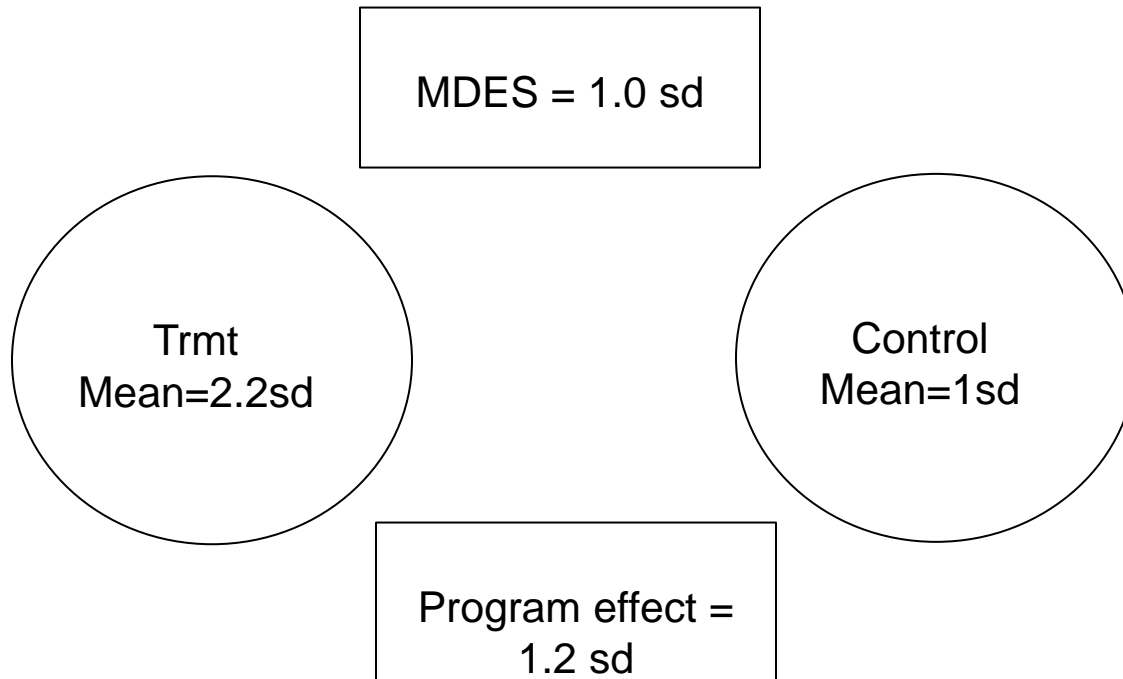 MDES = 1.0 sd
Trmt
Mean=2.2sd
Control
Mean=1sd
Program effect =
1.2 sd